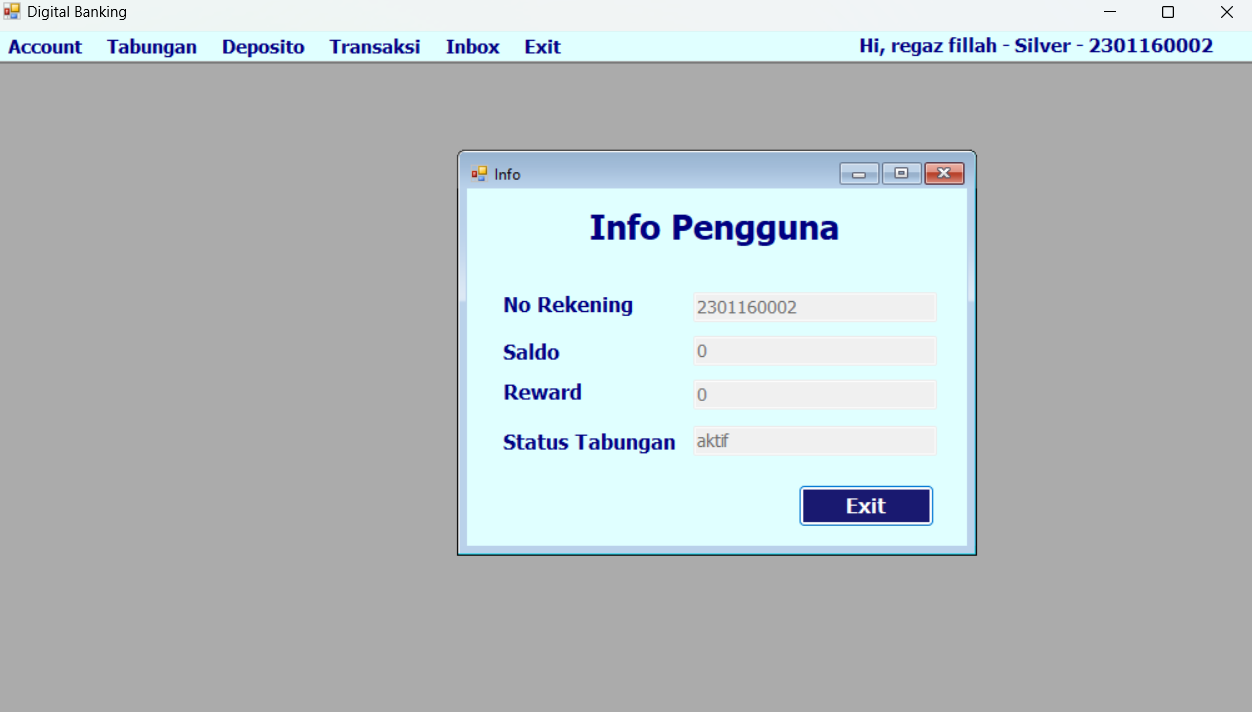 Digital Banking
Account Tabungan Deposito Transaksi Inbox Exit Hi, regaz fillah - Silver - 2301160002
Info
Info Pengguna
No Rekening 2301160002
Saldo 0
Reward 0
Status Tabungan aktif
Exit